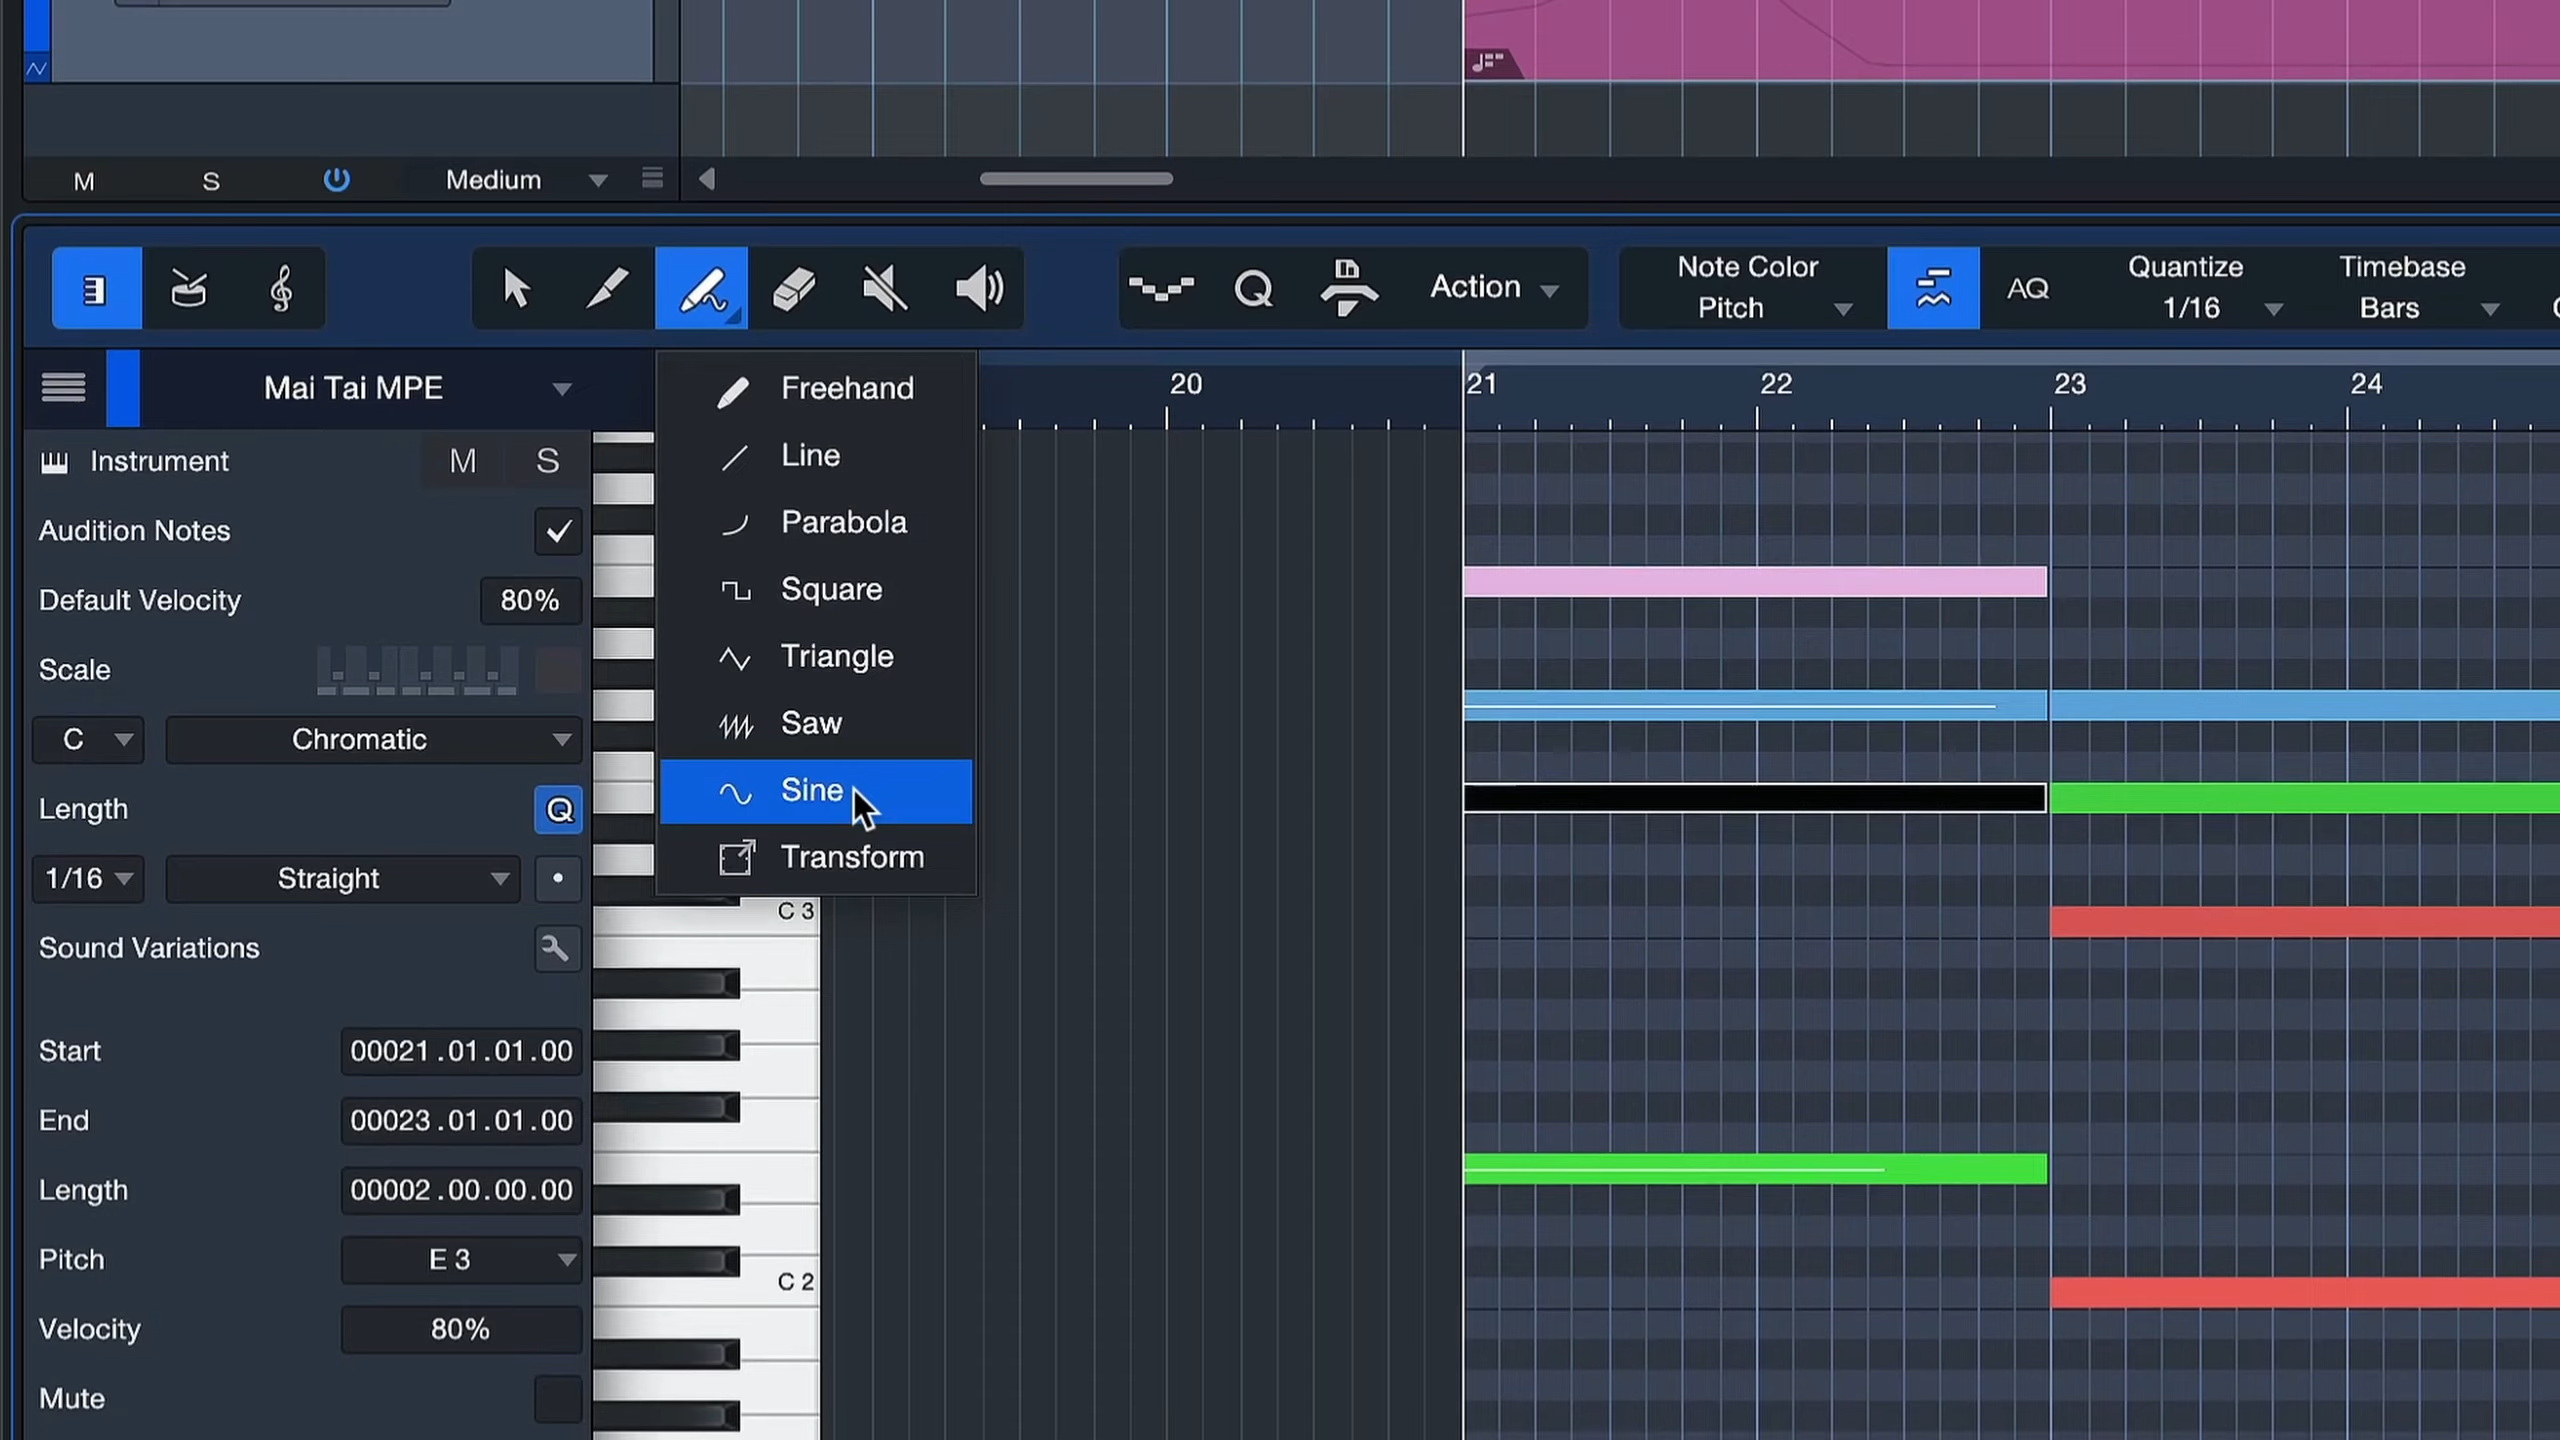 M S Medium
Action
Note Color
Pitch
AQ
Quantize
1/16
Timebase
Bars
Mai Tai MPE
20 21 22 23 24
Freehand
Line
Parabola
Square
Triangle
Saw
Sine
Transform
Instrument M S
Audition Notes
Default Velocity 80%
Scale
C Chromatic
Length Q
1/16 Straight
Sound Variations
Start 00021.01.01.00
End 00023.01.01.00
Length 00002.00.00.00
Pitch E 3
Velocity 80%
Mute
C 3
C 2